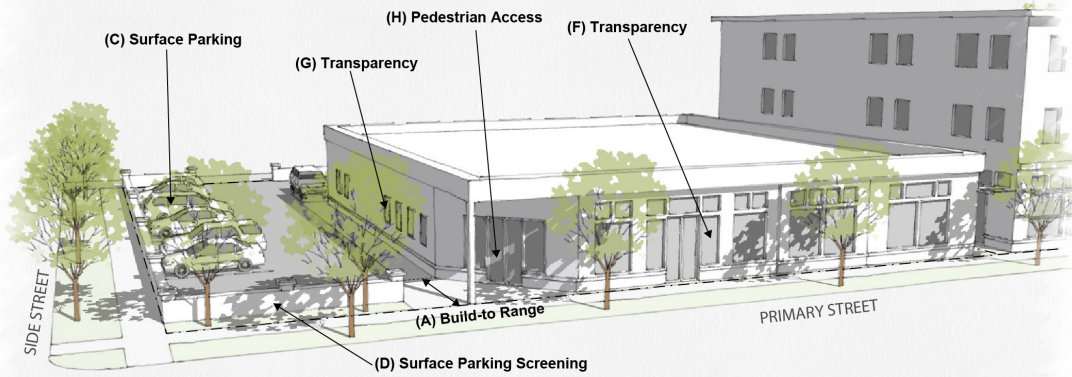 (H) Pedestrian Access
(F) Transparency
(C) Surface Parking
(G) Transparency
(A) Build-to Range
SIDE STREET
PRIMARY STREET
(D) Surface Parking Screening